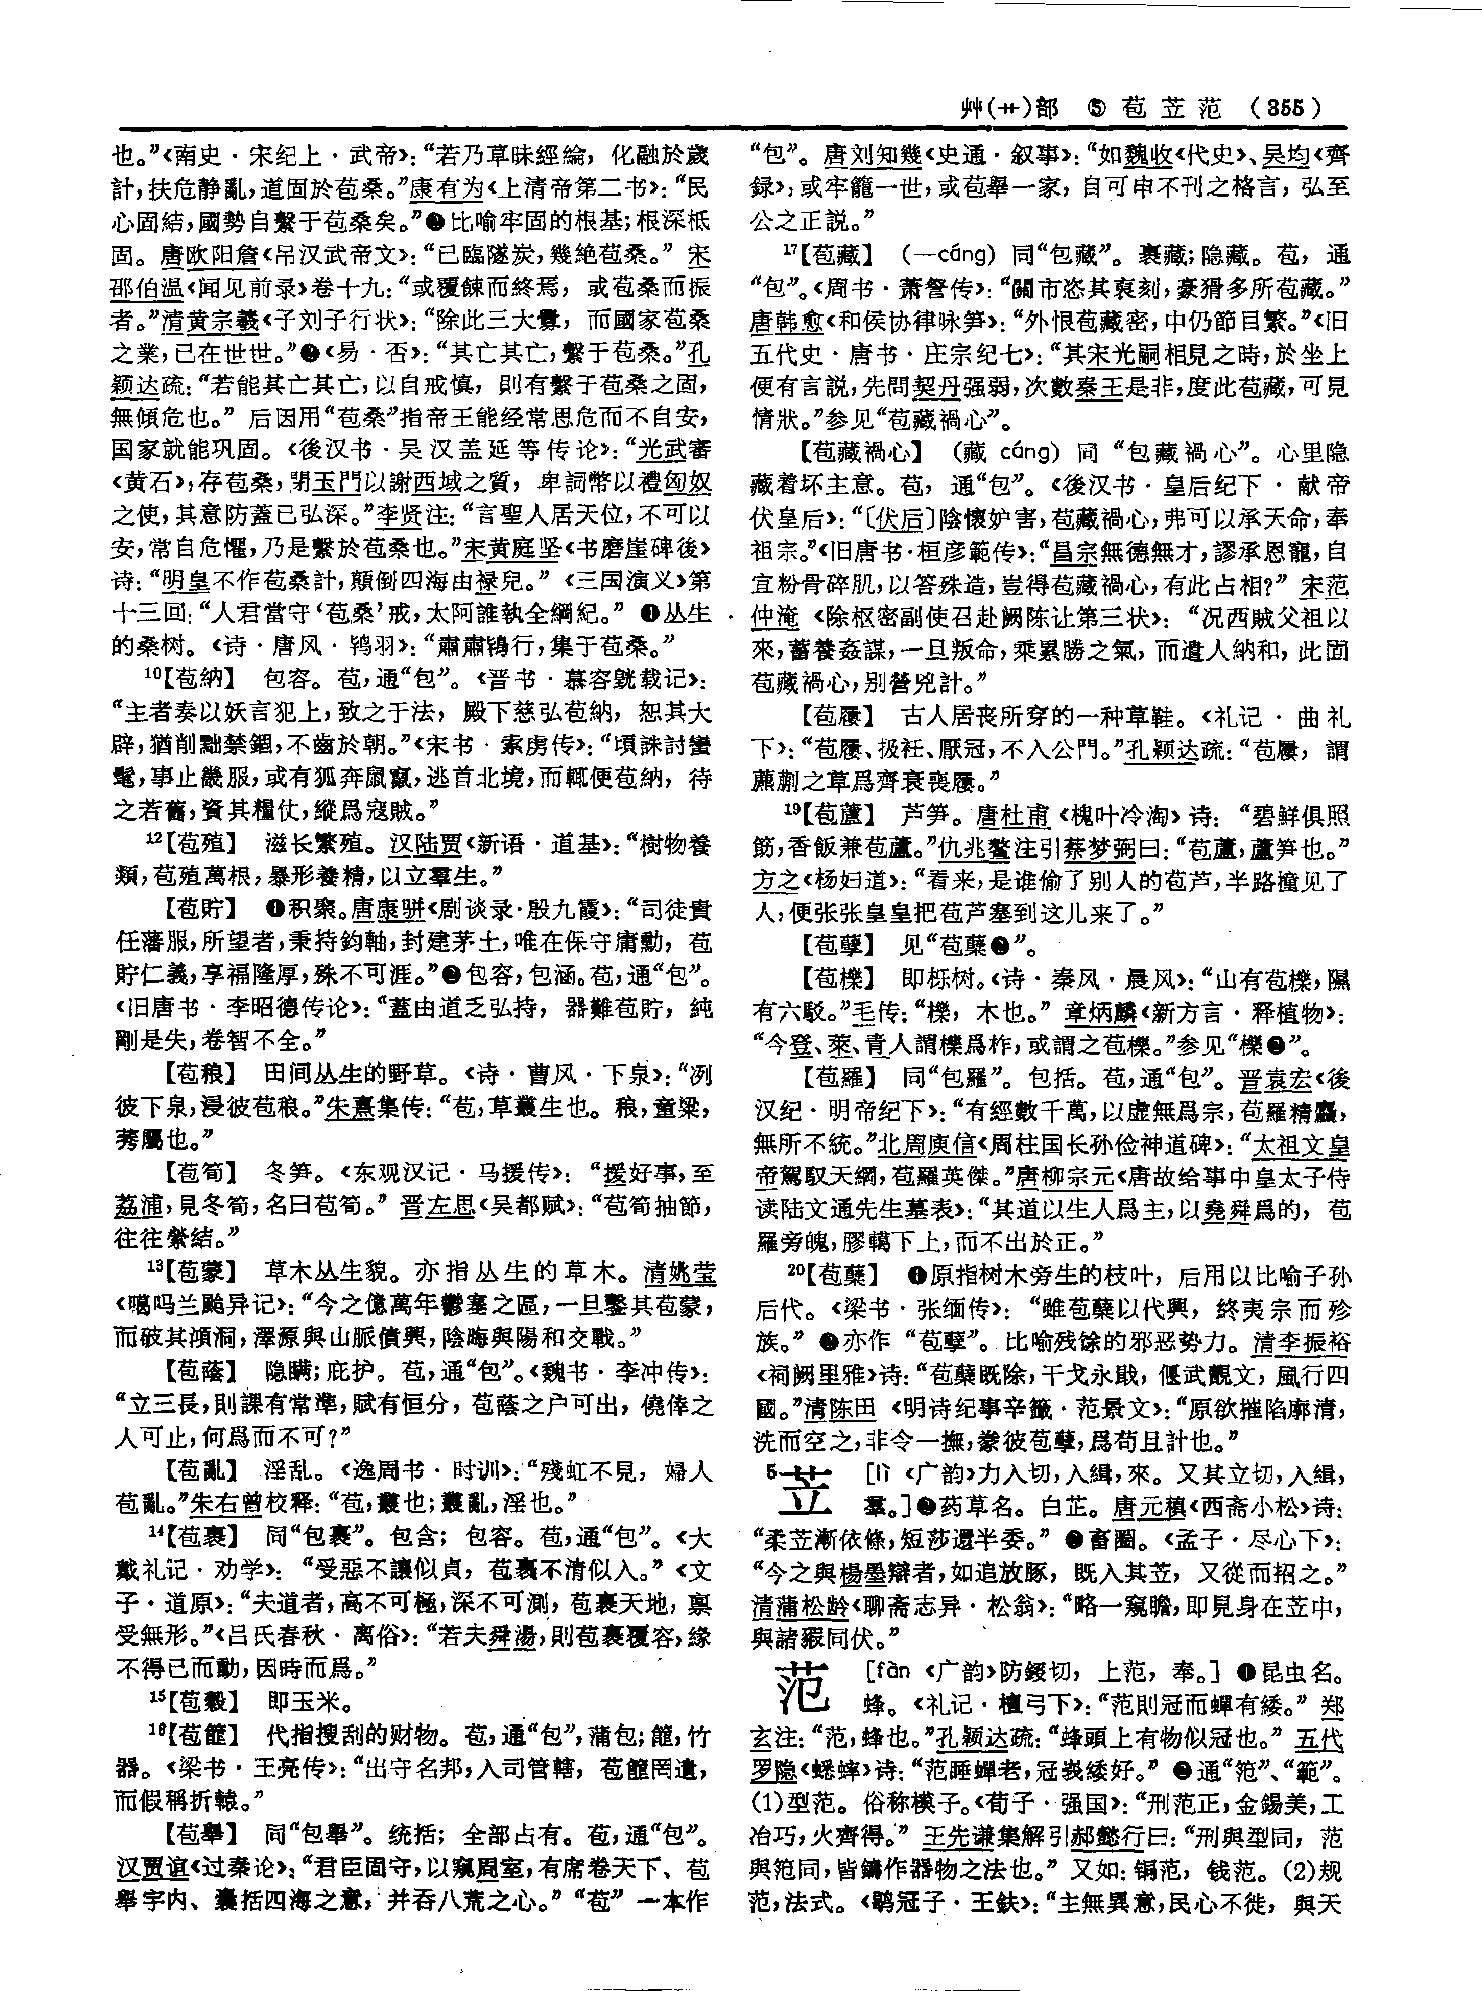 艸(艹)部 ⑤ 苞苙范 (355)
也。”《南史·宋纪上·武帝》：“若乃草昧經綸，化融於歲
計，扶危静亂，道固於苞桑。”康有为《上清帝第二书》：“民
心固結，國勢自繫于苞桑矣。”❷比喻牢固的根基；根深柢
固。唐欧阳詹《吊汉武帝文》：“已臨隧炭，幾绝苞桑。”宋
邵伯温《闻见前录》卷十九：“或覆餗而終焉，或苞桑而振
者。”清黄宗羲《子刘子行状》：“除此三大釁，而國家苞桑
之業，已在世世。”❸《易·否》：“其亡其亡，繫于苞桑。”孔
颖达疏：“若能其亡其亡，以自戒慎，則有繫于苞桑之固，
無傾危也。”后因用“苞桑”指帝王能经常思危而不自安，
国家就能巩固。《後汉书·吴汉盖延等传论》：“光武審
《黄石》，存苞桑，閉玉門以謝西域之質，卑詞幣以禮匈奴
之使，其意防蓋已弘深。”李贤注：“言聖人居天位，不可以
安，常自危懼，乃是繫於苞桑也。”宋黄庭坚《书磨崖碑後》
诗：“明皇不作苞桑計，顛倒四海由禄兒。”《三国演义》第
十三回：“人君當守‘苞桑’戒，太阿誰執全綱紀。”❹丛生
的桑树。《诗·唐风·鸨羽》：“肅肅鴇行，集于苞桑。”
10【苞納】 包容。苞，通“包”。《晋书·慕容皝载记》：
“主者奏以妖言犯上，致之于法，殿下慈弘苞納，恕其大
辟，猶削黜禁錮，不齒於朝。”《宋书·索虏传》：“頃誅討蠻
髦，事止畿服，或有狐奔鼠竄，逃首北境，而輒便苞納，待
之若舊，資其糧仗，縱爲寇賊。”
12【苞殖】 滋长繁殖。汉陆贾《新语·道基》：“樹物養
類，苞殖萬根，暴形養精，以立羣生。”
【苞貯】 ❶积聚。唐康骈《剧谈录·殷九霞》：“司徒貴
任藩服，所望者，秉持鈞軸，封建茅土，唯在保守庸勳，苞
貯仁義，享福隆厚，殊不可涯。”❷包容，包涵。苞，通“包”。
《旧唐书·李昭德传论》：“蓋由道乏弘持，器難苞貯，純
剛是失，卷智不全。”
【苞稂】 田间丛生的野草。《诗·曹风·下泉》：“冽
彼下泉，浸彼苞稂。”朱熹集传：“苞，草叢生也。稂，童梁，
莠屬也。”
【苞筍】 冬笋。《东观汉记·马援传》：“援好事，至
荔浦，見冬筍，名曰苞筍。”晋左思《吴都赋》：“苞筍抽節，
往往縈結。”
13【苞蒙】 草木丛生貌。亦指丛生的草木。清姚莹
《噶吗兰飚异记》：“今之億萬年鬱塞之區，一旦鑿其苞蒙，
而破其澒洞，澤源與山脈僨興，陰晦與陽和交戰。”
【苞蔭】 隐瞒；庇护。苞，通“包”。《魏书·李冲传》：
“立三長，則課有常準，賦有恒分，苞蔭之户可出，僥倖之
人可止，何爲而不可？”
【苞亂】 淫乱。《逸周书·时训》：“殘虹不見，婦人
苞亂。”朱右曾校释：“苞，叢也；叢亂，淫也。”
14【苞裹】 同“包裹”。包含；包容。苞，通“包”。《大
戴礼记·劝学》：“受惡不讓似貞，苞裹不清似入。”《文
子·道原》：“夫道者，高不可極，深不可測，苞裹天地，禀
受無形。”《吕氏春秋·离俗》：“若夫舜湯，則苞裹覆容，緣
不得已而動，因時而爲。”
15【苞穀】 即玉米。
16【苞篚】 代指搜刮的财物。苞，通“包”，蒲包；篚，竹
器。《梁书·王亮传》：“出守名邦，入司管轄，苞篚罔遺，
而假稱折轅。”
【苞舉】 同“包舉”。统括；全部占有。苞，通“包”。
汉贾谊《过秦论》：“君臣固守，以窺周室，有席卷天下、苞
舉宇内、囊括四海之意，并吞八荒之心。”“苞”一本作
“包”。唐刘知幾《史通·叙事》：“如魏收《代史》、吴均《齊
録》，或牢籠一世，或苞舉一家，自可申不刊之格言，弘至
公之正説。”
17【苞藏】 (—cáng) 同“包藏”。裹藏；隐藏。苞，通
“包”。《周书·萧詧传》：“關市恣其裒刻，豪猾多所苞藏。”
唐韩愈《和侯协律咏笋》：“外恨苞藏密，中仍節目繁。”《旧
五代史·唐书·庄宗纪七》：“其宋光嗣相見之時，於坐上
便有言説，先問契丹强弱，次數秦王是非，度此苞藏，可見
情狀。”参见“苞藏禍心”。
【苞藏禍心】 (藏 cáng) 同“包藏禍心”。心里隐
藏着坏主意。苞，通“包”。《後汉书·皇后纪下·献帝
伏皇后》：“〔伏后〕陰懷妒害，苞藏禍心，弗可以承天命，奉
祖宗。”《旧唐书·桓彦範传》：“昌宗無德無才，謬承恩寵，自
宜粉骨碎肌，以答殊造，豈得苞藏禍心，有此占相？”宋范
仲淹《除枢密副使召赴阙陈让第三状》：“况西賊父祖以
來，蓄養姦謀，一旦叛命，乘累勝之氣，而遣人納和，此固
苞藏禍心，别營兇計。”
【苞屨】 古人居丧所穿的一种草鞋。《礼记·曲礼
下》：“苞屨、扱衽、厭冠，不入公門。”孔颖达疏：“苞屨，謂
藨蒯之草爲齊衰喪屨。”
19【苞蘆】 芦笋。唐杜甫《槐叶冷淘》诗：“碧鮮俱照
筯，香飯兼苞蘆。”仇兆鳌注引蔡梦弼曰：“苞蘆，蘆笋也。”
方之《杨妇道》：“看来，是谁偷了别人的苞芦，半路撞见了
人，便张张皇皇把苞芦塞到这儿来了。”
【苞孽】 见“苞蘖❷”。
【苞櫟】 即栎树。《诗·秦风·晨风》：“山有苞櫟，隰
有六駁。”毛传：“櫟，木也。”章炳麟《新方言·释植物》：
“今登、萊、青人謂櫟爲柞，或謂之苞櫟。”参见“櫟❷”。
【苞羅】 同“包羅”。包括。苞，通“包”。晋袁宏《後
汉纪·明帝纪下》：“有經數千萬，以虚無爲宗，苞羅精麤，
無所不統。”北周庾信《周柱国长孙俭神道碑》：“太祖文皇
帝駕馭天網，苞羅英傑。”唐柳宗元《唐故给事中皇太子侍
读陆文通先生墓表》：“其道以生人爲主，以堯舜爲的，苞
羅旁魄，膠轕下上，而不出於正。”
20【苞蘖】 ❶原指树木旁生的枝叶，后用以比喻子孙
后代。《梁书·张缅传》：“雖苞蘖以代興，終夷宗而殄
族。”❷亦作“苞孽”。比喻残馀的邪恶势力。清李振裕
《祠阙里雅》诗：“苞蘖既除，干戈永戢，偃武觀文，風行四
國。”清陈田《明诗纪事辛籤·范景文》：“原欲摧陷廓清，
洗而空之，非令一撫，豢彼苞孽，爲苟且計也。”
5苙 [lì 《广韵》力入切，入緝，來。又其立切，入緝，
羣。]❶药草名。白芷。唐元稹《西斋小松》诗：
“柔苙漸依條，短莎還半委。”❷畜圈。《孟子·尽心下》：
“今之與楊墨辯者，如追放豚，既入其苙，又從而招之。”
清蒲松龄《聊斋志异·松翁》：“略一窺瞻，即見身在苙中，
與諸豭同伏。”
范 [fàn 《广韵》防錽切，上范，奉。]❶昆虫名。
蜂。《礼记·檀弓下》：“范則冠而蟬有緌。”郑
玄注：“范，蜂也。”孔颖达疏：“蜂頭上有物似冠也。”五代
罗隐《蟋蟀》诗：“范睡蟬老，冠峩緌好。”❷通“笵”、“範”。
(1)型范。俗称模子。《荀子·强国》：“刑范正，金錫美，工
冶巧，火齊得。”王先谦集解引郝懿行曰：“刑與型同，范
與笵同，皆鑄作器物之法也。”又如：铜范，钱范。(2)规
范，法式。《鹖冠子·王鈇》：“主無異意，民心不徙，與天